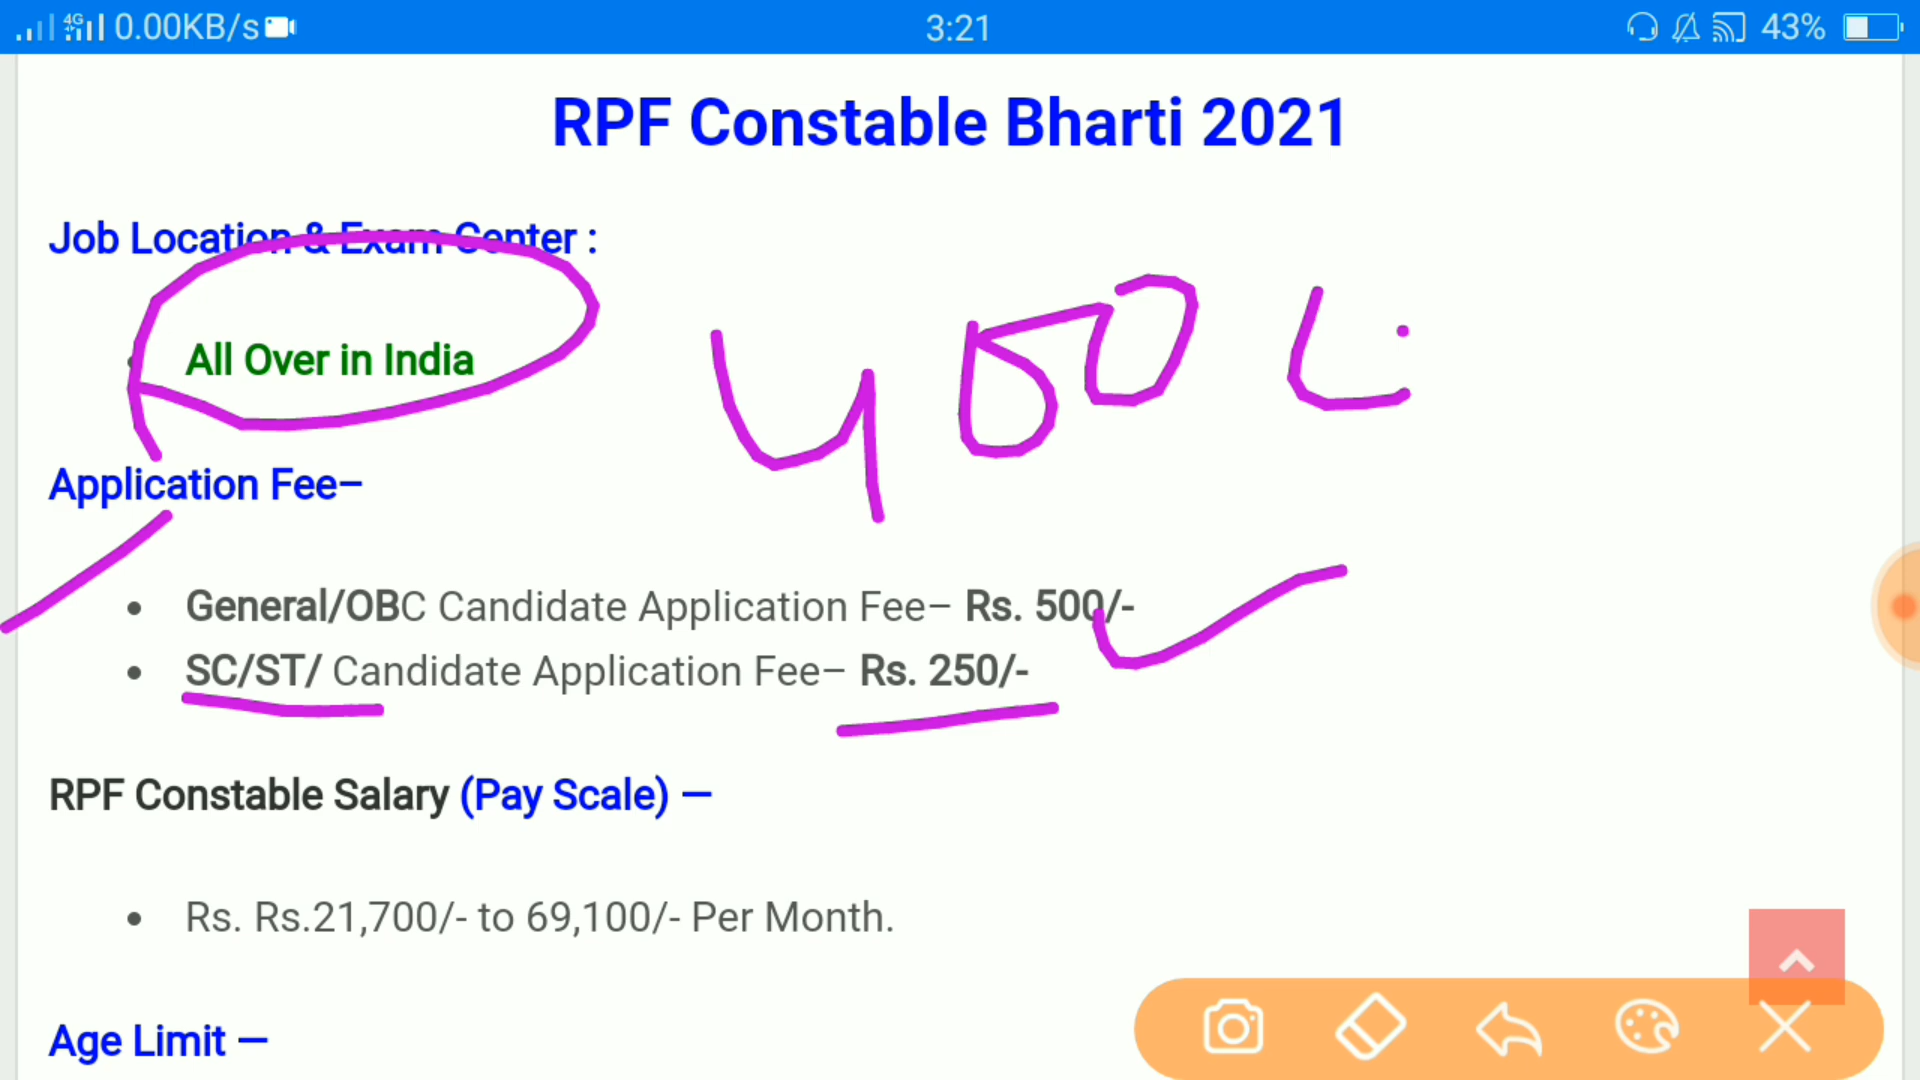 4G 0.00KB/s 3:21 43%
RPF Constable Bharti 2021
Job Location & Exam Center :
All Over in India
400
Application Fee–
General/OBC Candidate Application Fee– Rs. 500/-
SC/ST/ Candidate Application Fee– Rs. 250/-
RPF Constable Salary (Pay Scale) —
Rs. Rs.21,700/- to 69,100/- Per Month.
Age Limit —